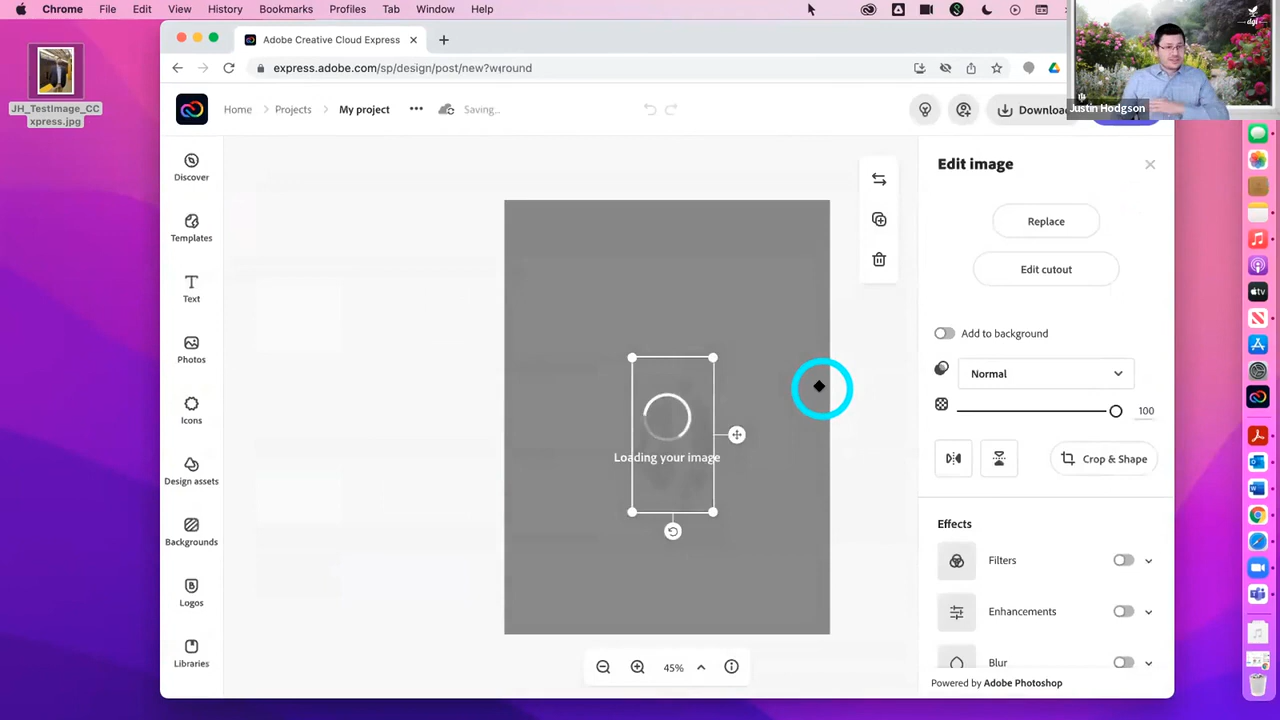 Chrome File Edit View History Bookmarks Profiles Tab Window Help
Adobe Creative Cloud Express
express.adobe.com/sp/design/post/new?wround
JH_TestImage_CC
xpress.jpg
Justin Hodgson
dgi
Home Projects My project Saving.. Download
Discover
Templates
Text
Photos
Icons
Design assets
Backgrounds
Logos
Libraries
Loading your image
45%
Edit image
Replace
Edit cutout
Add to background
Normal
100
Crop & Shape
Effects
Filters
Enhancements
Blur
Powered by Adobe Photoshop
tv